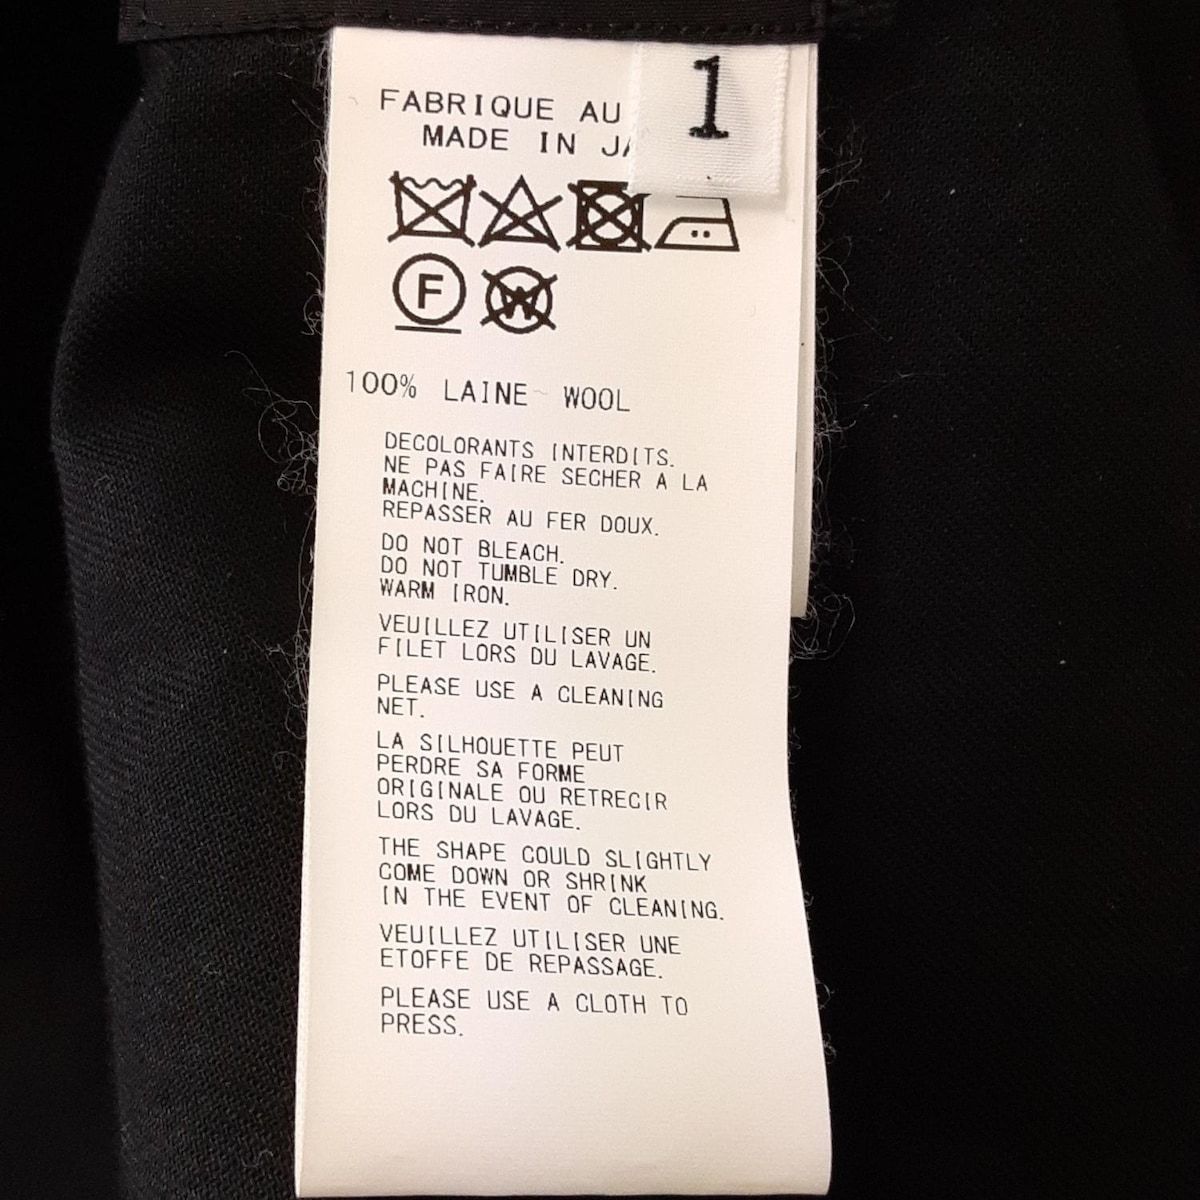 1
FABRIQUE AU
MADE IN
F
W
100% LAINE WOOL
DECOLORANTS INTERDITS.
NE PAS FAIRE SECHER A LA
MACHINE.
REPASSER AU FER DOUX.
DO NOT BLEACH.
DO NOT TUMBLE DRY.
WARM IRON.
VEUILLEZ UTILISER UN
FILET LORS DU LAVAGE.
PLEASE USE A CLEANING
NET.
LA SILHOUETTE PEUT
PERDRE SA FORME
ORIGINALE OU RETRECIR
LORS DU LAVAGE.
THE SHAPE COULD SLIGHTLY
COME DOWN OR SHRINK
IN THE EVENT OF CLEANING.
VEUILLEZ UTILISER UNE
ETOFFE DE REPASSAGE.
PLEASE USE A CLOTH TO
PRESS.